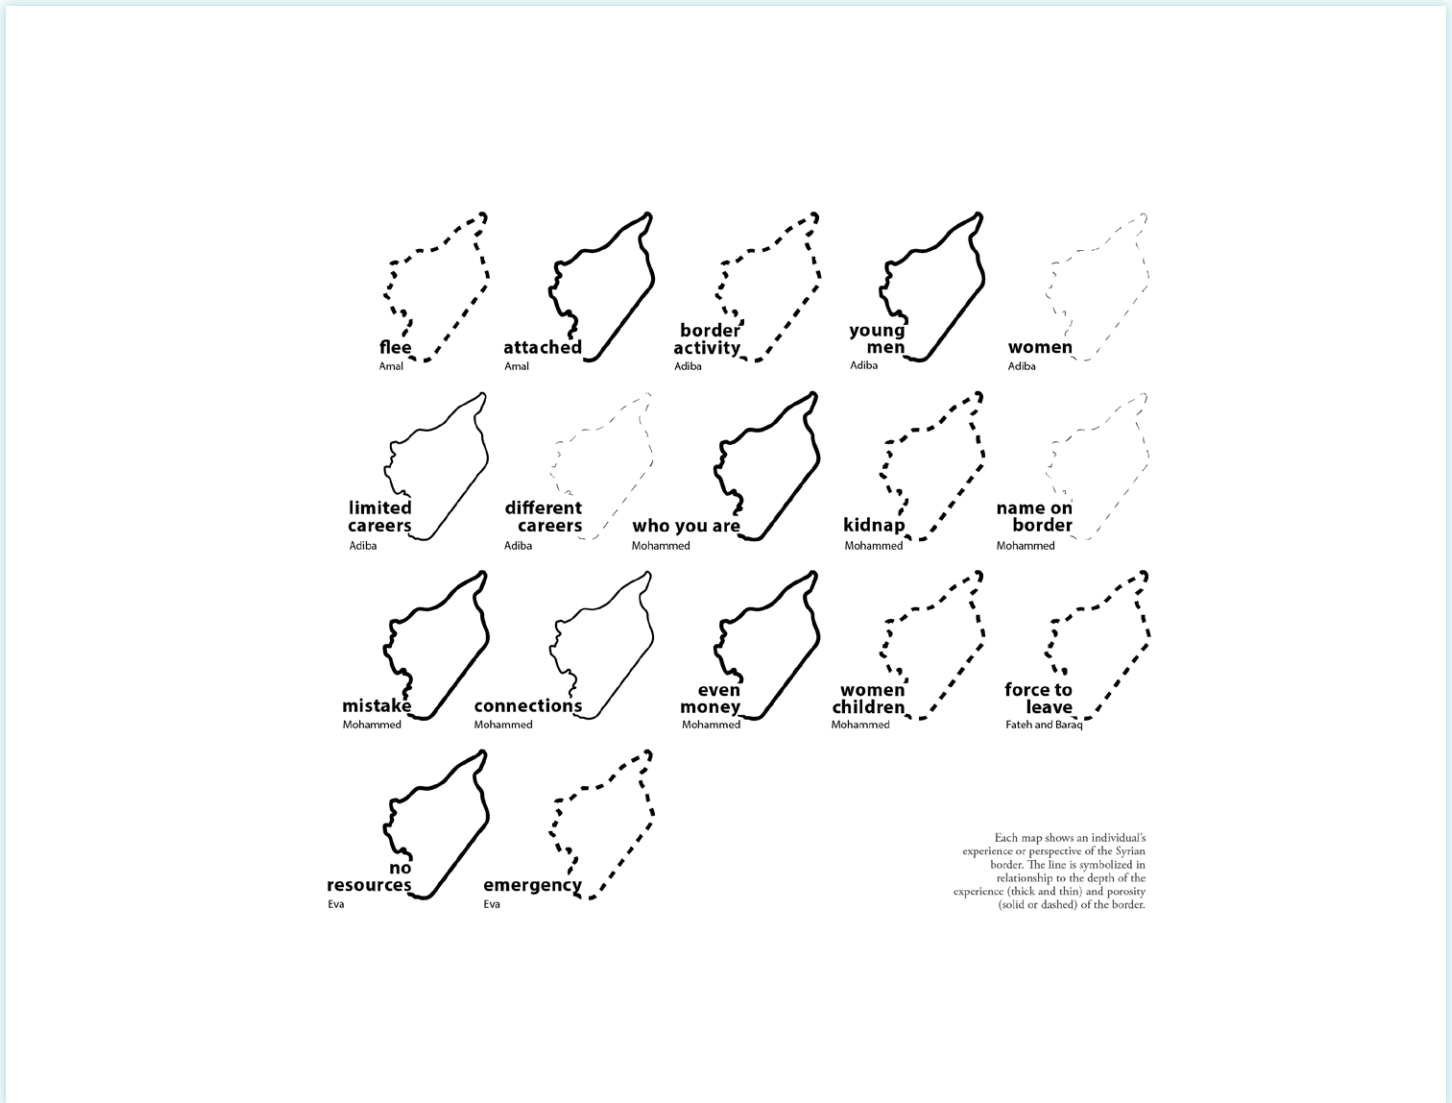 flee
Amal
attached
Amal
border
activity
Adiba
young
men
Adiba
women
Adiba
limited
careers
Adiba
different
careers
Adiba
who you are
Mohammed
kidnap
Mohammed
name on
border
Mohammed
mistake
Mohammed
connections
Mohammed
even
money
Mohammed
women
children
Mohammed
force to
leave
Fateh and Baraq
no
resources
Eva
emergency
Eva
Each map shows an individual's
experience or perspective of the Syrian
border. The line is symbolized in
relationship to the depth of the
experience (thick and thin) and porosity
(solid or dashed) of the border.